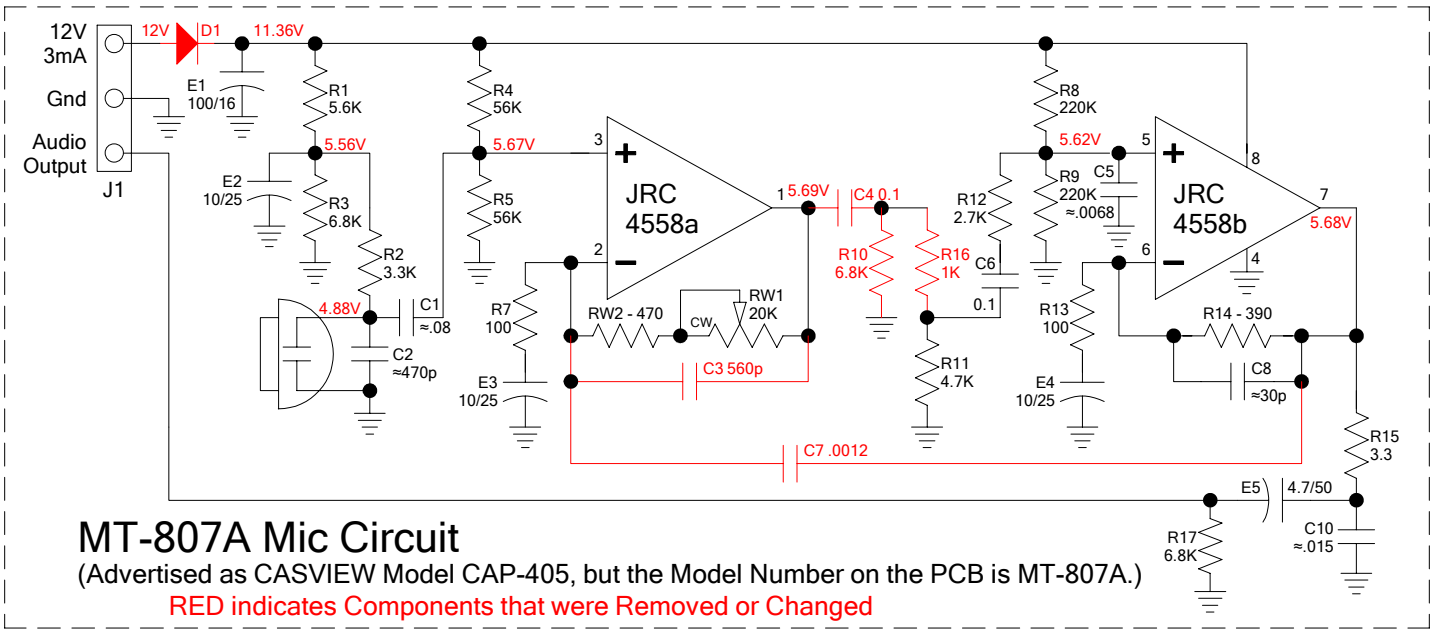 12V
3mA
Gnd
Audio
Output
J1
12V
D1
11.36V
E1
100/16
R1
5.6K
5.56V
E2
10/25
R3
6.8K
R2
3.3K
4.88V
C1
≈.08
C2
≈470p
R4
56K
5.67V
R5
56K
3
+
JRC
4558a
1
2
−
5.69V
R7
100
E3
10/25
RW2 - 470
CW
RW1
20K
C3 560p
C7 .0012
C4 0.1
R10
6.8K
R16
1K
R11
4.7K
R12
2.7K
C6
0.1
R8
220K
5.62V
R9
220K
C5
≈.0068
5
+
JRC
4558b
8
7
5.68V
6
−
4
R13
100
E4
10/25
R14 - 390
C8
≈30p
R15
3.3
E5
4.7/50
C10
≈.015
R17
6.8K
MT-807A Mic Circuit
(Advertised as CASVIEW Model CAP-405, but the Model Number on the PCB is MT-807A.)
RED indicates Components that were Removed or Changed